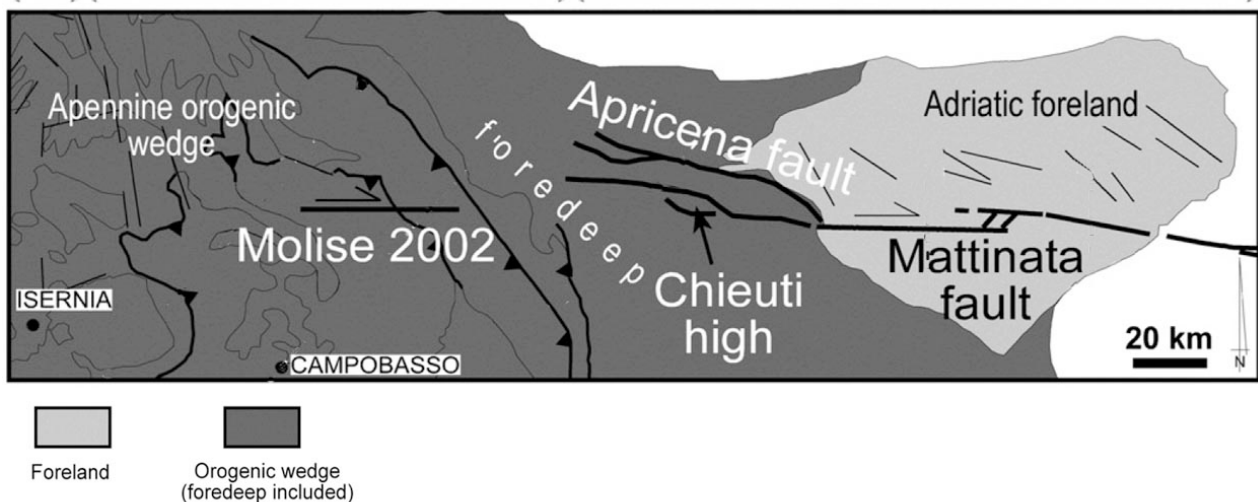 Apennine orogenic
wedge
foredeep
Apricena fault
Adriatic foreland
Molise 2002
Chieuti
high
Mattinata
fault
ISERNIA
CAMPOBASSO
20 km
N
Foreland
Orogenic wedge
(foredeep included)